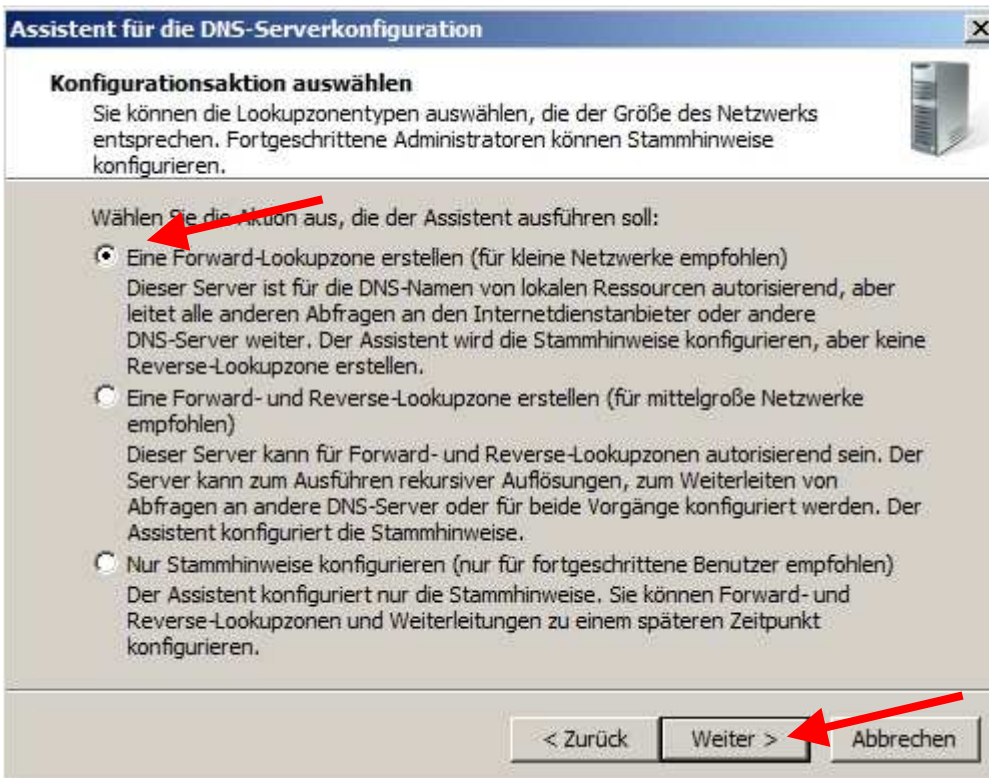 Assistent für die DNS-Serverkonfiguration
Konfigurationsaktion auswählen
Sie können die Lookupzonentypen auswählen, die der Größe des Netzwerks
entsprechen. Fortgeschrittene Administratoren können Stammhinweise
konfigurieren.
Wählen Sie die Aktion aus, die der Assistent ausführen soll:
Eine Forward-Lookupzone erstellen (für kleine Netzwerke empfohlen)
Dieser Server ist für die DNS-Namen von lokalen Ressourcen autorisierend, aber
leitet alle anderen Abfragen an den Internetdienstanbieter oder andere
DNS-Server weiter. Der Assistent wird die Stammhinweise konfigurieren, aber keine
Reverse-Lookupzone erstellen.
Eine Forward- und Reverse-Lookupzone erstellen (für mittelgroße Netzwerke
empfohlen)
Dieser Server kann für Forward- und Reverse-Lookupzonen autorisierend sein. Der
Server kann zum Ausführen rekursiver Auflösungen, zum Weiterleiten von
Abfragen an andere DNS-Server oder für beide Vorgänge konfiguriert werden. Der
Assistent konfiguriert die Stammhinweise.
Nur Stammhinweise konfigurieren (nur für fortgeschrittene Benutzer empfohlen)
Der Assistent konfiguriert nur die Stammhinweise. Sie können Forward- und
Reverse-Lookupzonen und Weiterleitungen zu einem späteren Zeitpunkt
konfigurieren.
< Zurück Weiter > Abbrechen